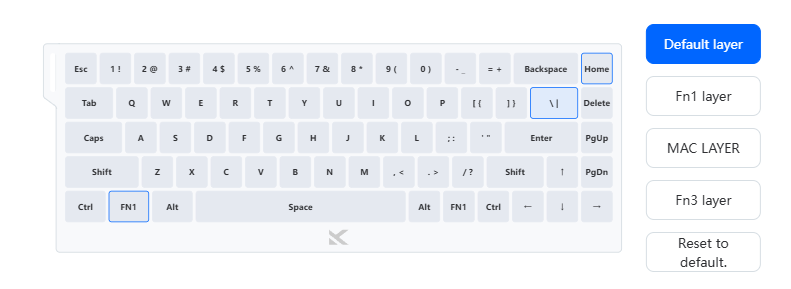 Default layer
Esc 1 ! 2 @ 3 # 4 $ 5 % 6 ^ 7 & 8 * 9 ( 0 ) - _ = + Backspace Home
Tab Q W E R T Y U I O P [ { ] } \ | Delete
Fn1 layer
Caps A S D F G H J K L ; : ' " Enter PgUp
MAC LAYER
Shift Z X C V B N M , < . > / ? Shift ↑ PgDn
Fn3 layer
Ctrl FN1 Alt Space Alt FN1 Ctrl ← ↓ →
Reset to
default.